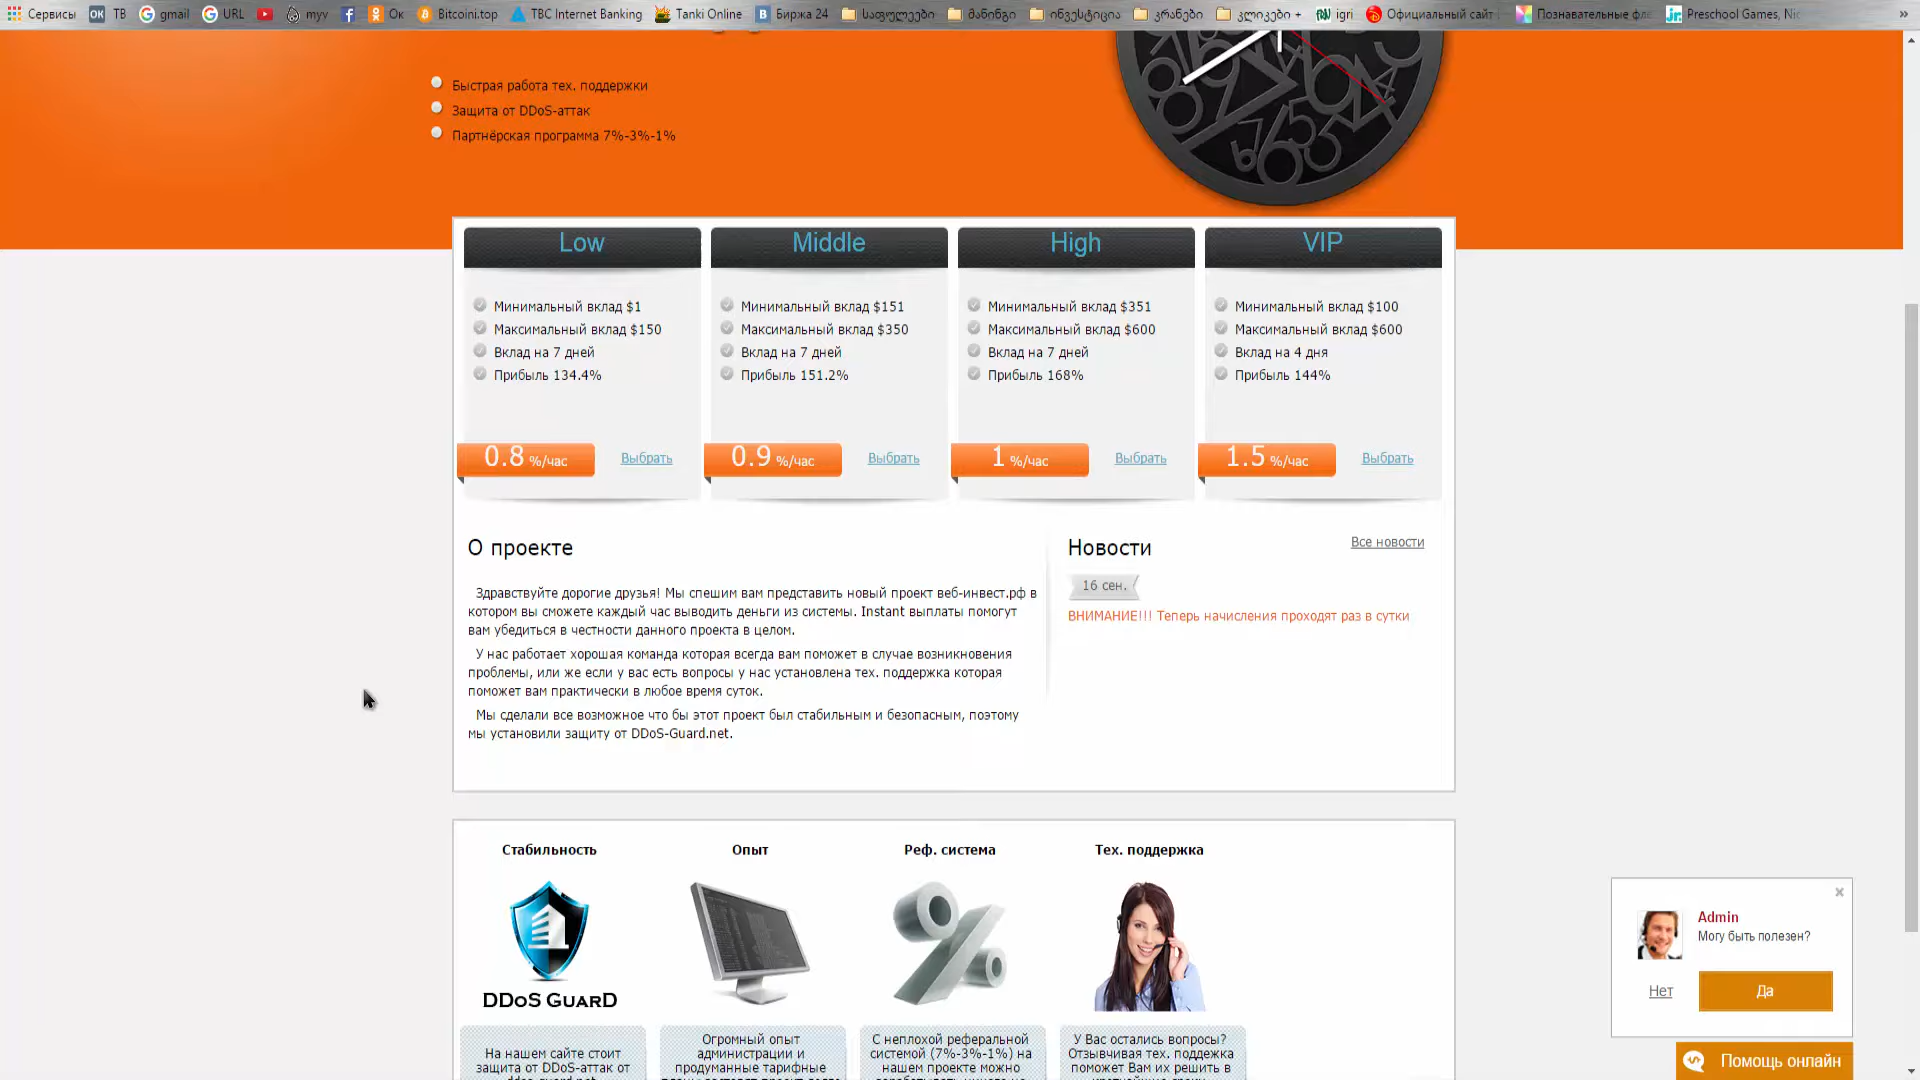 Сервисы ТВ gmail URL myv Ок Bitcoini.top TBC Internet Banking Tanki Online Биржа 24 საფულეები მაინინგი ინვესტიცია კრანები კლიკები + igri Официальный сайт Познавательные фле Preschool Games, Nic »
Быстрая работа тех. поддержки
Защита от DDoS-аттак
Партнёрская программа 7%-3%-1%
Low
Минимальный вклад $1
Максимальный вклад $150
Вклад на 7 дней
Прибыль 134.4%
0.8 %/час Выбрать
Middle
Минимальный вклад $151
Максимальный вклад $350
Вклад на 7 дней
Прибыль 151.2%
0.9 %/час Выбрать
High
Минимальный вклад $351
Максимальный вклад $600
Вклад на 7 дней
Прибыль 168%
1 %/час Выбрать
VIP
Минимальный вклад $100
Максимальный вклад $600
Вклад на 4 дня
Прибыль 144%
1.5 %/час Выбрать
О проекте
Здравствуйте дорогие друзья! Мы спешим вам представить новый проект веб-инвест.рф в
котором вы сможете каждый час выводить деньги из системы. Instant выплаты помогут
вам убедиться в честности данного проекта в целом.
У нас работает хорошая команда которая всегда вам поможет в случае возникновения
проблемы, или же если у вас есть вопросы у нас установлена тех. поддержка которая
поможет вам практически в любое время суток.
Мы сделали все возможное что бы этот проект был стабильным и безопасным, поэтому
мы установили защиту от DDoS-Guard.net.
Новости
Все новости
16 сен.
ВНИМАНИЕ!!! Теперь начисления проходят раз в сутки
Стабильность
DDoS GUARD
На нашем сайте стоит
защита от DDoS-аттак от
Опыт
Огромный опыт
администрации и
продуманные тарифные
Реф. система
С неплохой реферальной
системой (7%-3%-1%) на
нашем проекте можно
Тех. поддержка
У Вас остались вопросы?
Отзывчивая тех. поддежка
поможет Вам их решить в
Admin
Могу быть полезен?
Нет Да
Помощь онлайн